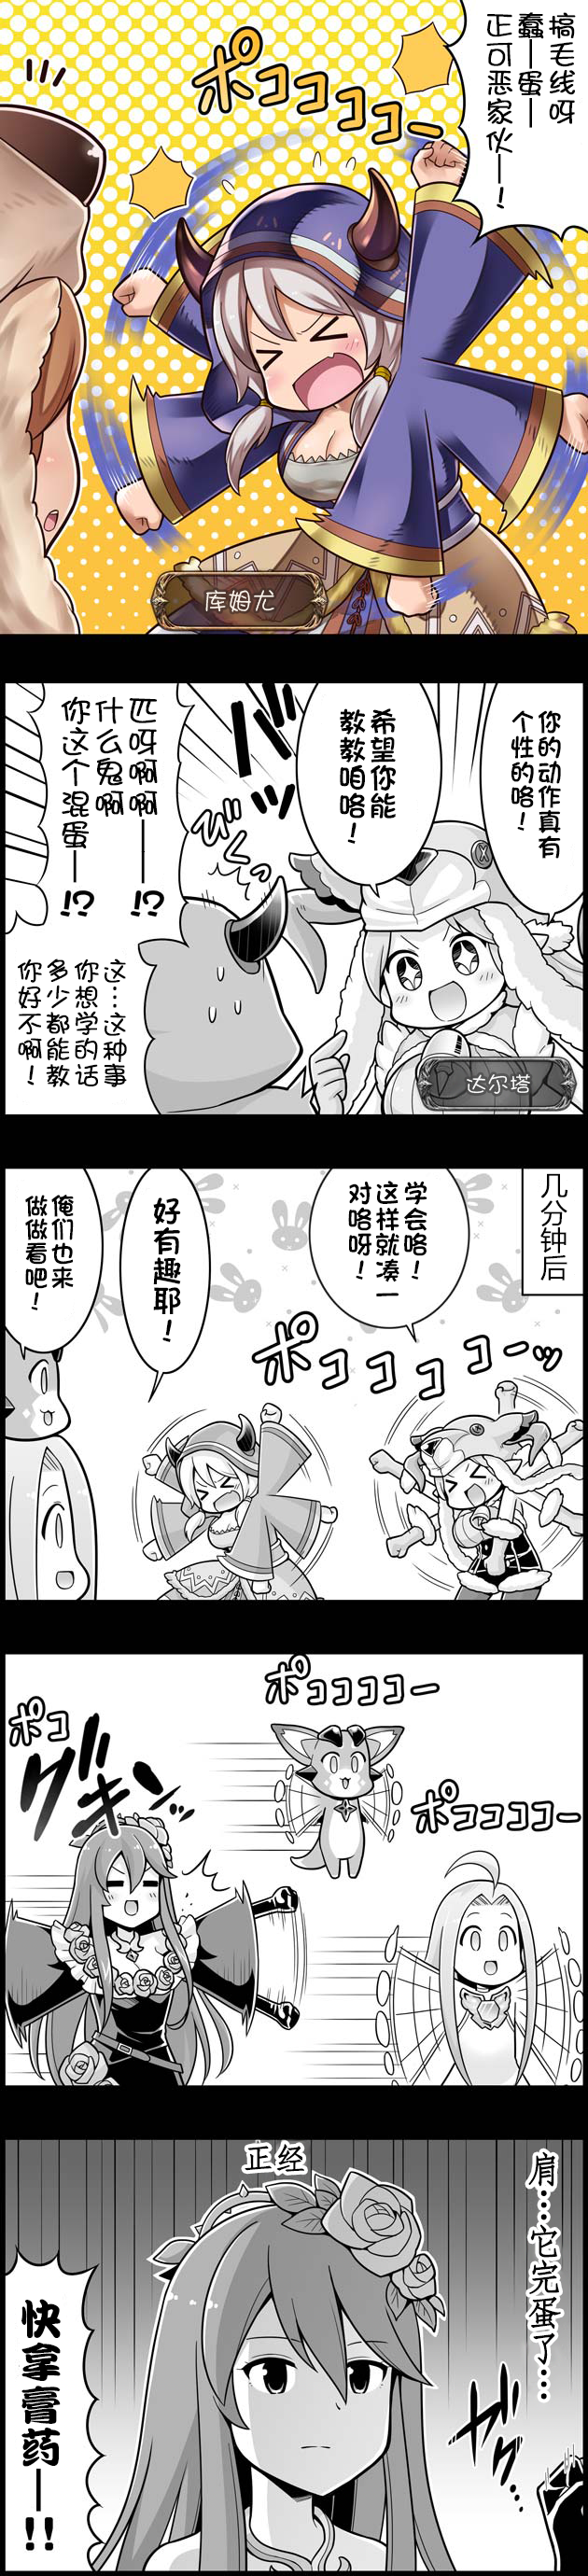 搞毛线呀
蠢—蛋—
正可恶家伙—！
ポコココココー
库姆尤
你的动作真有
个性的咯！
希望你能
教教咱咯！
バッ
びくっ
匹呀啊啊——!?
什么鬼啊
你这个混蛋——!?
这…这种事
你想学的话
多少都能教
你好不啊！
达尔塔
几分钟后
学会咯！
这样就凑一
对咯呀！
好有趣耶！
俺们也来
做做看吧！
ポココココーッ
ポコココココー
ポコ
グキンッ
ポコココココー
肩…它完蛋了…
正经
ズキッ…
快拿膏药—!!